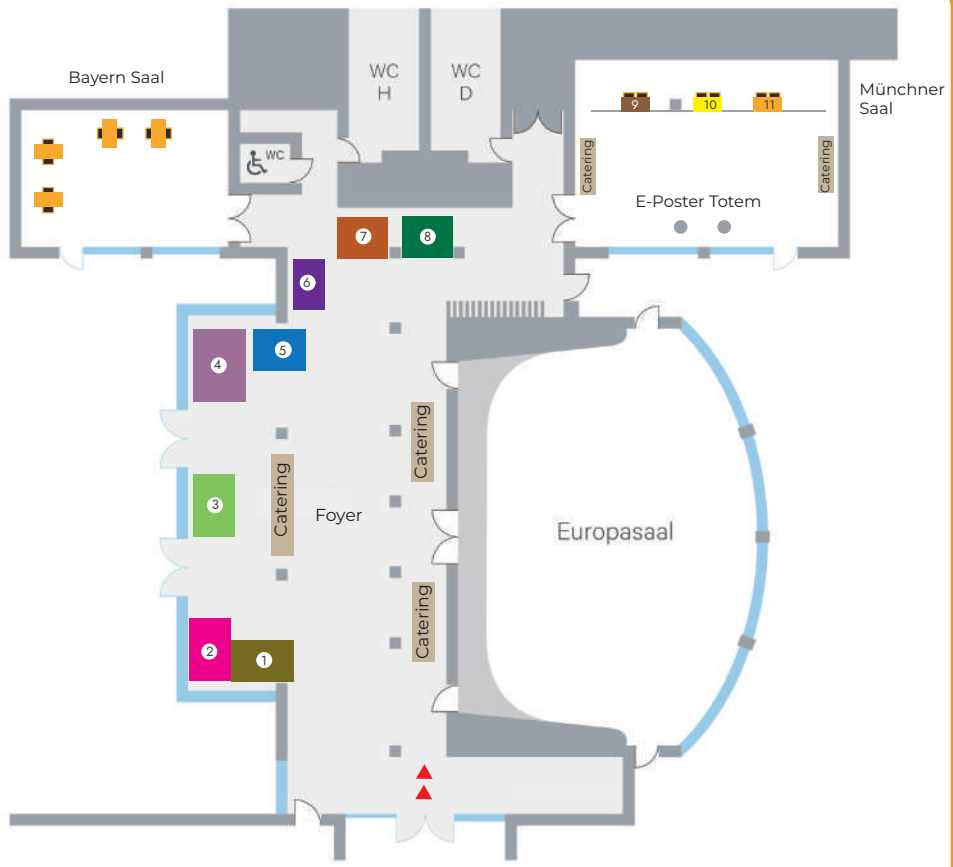 Bayern Saal
WC
H
WC
D
Münchner
Saal
9
10
11
WC
Catering
Catering
E-Poster Totem
7
8
6
5
4
Catering
Catering
3
Foyer
Europasaal
Catering
2
1